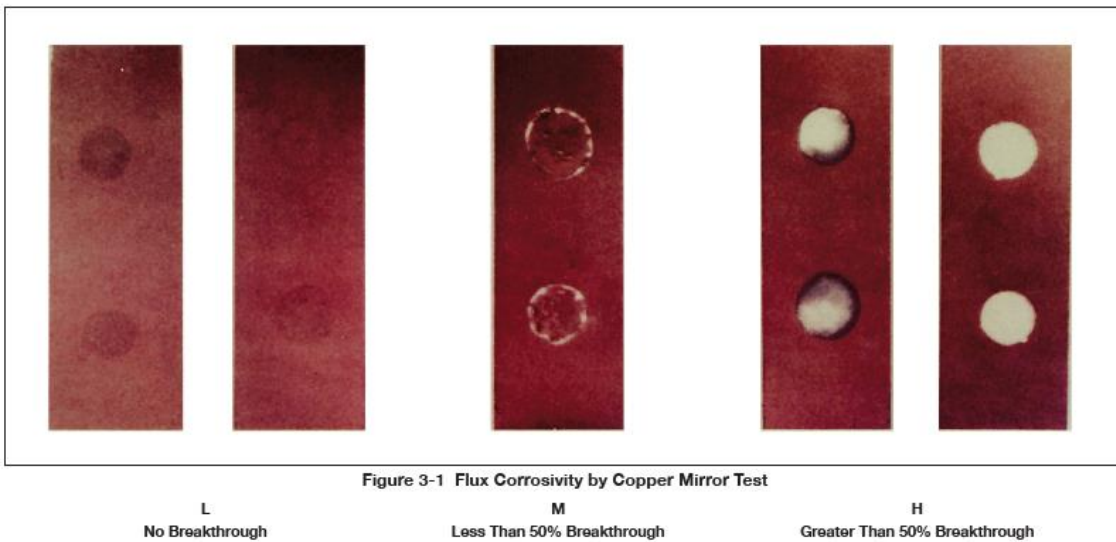 Figure 3-1 Flux Corrosivity by Copper Mirror Test
L
M
H
No Breakthrough
Less Than 50% Breakthrough
Greater Than 50% Breakthrough